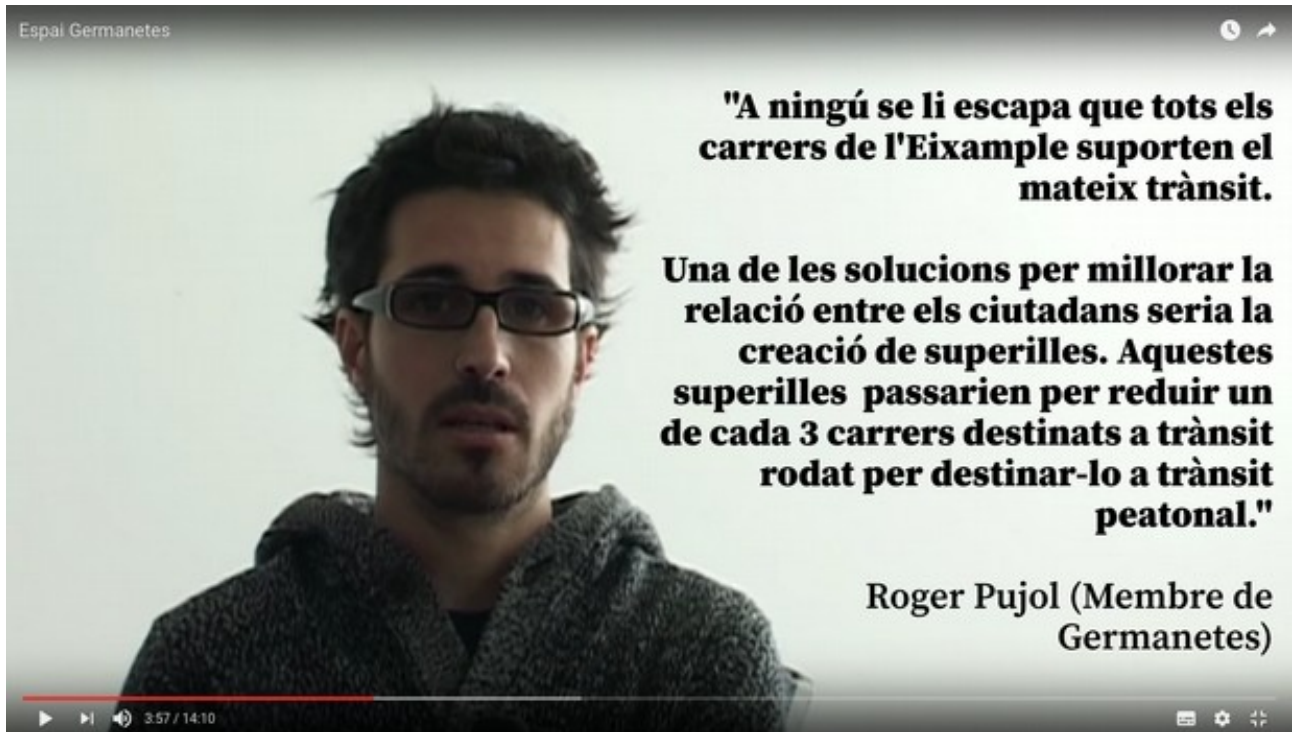 Espai Germanetes
"A ningú se li escapa que tots els
carrers de l'Eixample suporten el
mateix trànsit.
Una de les solucions per millorar la
relació entre els ciutadans seria la
creació de superilles. Aquestes
superilles passarien per reduir un
de cada 3 carrers destinats a trànsit
rodat per destinar-lo a trànsit
peatonal."
Roger Pujol (Membre de
Germanetes)
3:57 / 14:10